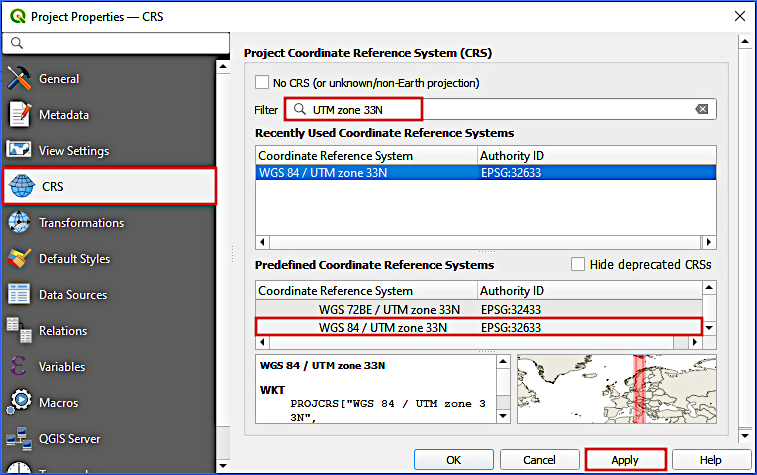 Project Properties — CRS
General
Metadata
View Settings
CRS
Transformations
Default Styles
Data Sources
Relations
Variables
Macros
QGIS Server
Project Coordinate Reference System (CRS)
No CRS (or unknown/non-Earth projection)
Filter UTM zone 33N
Recently Used Coordinate Reference Systems
Coordinate Reference System Authority ID
WGS 84 / UTM zone 33N EPSG:32633
Predefined Coordinate Reference Systems Hide deprecated CRSs
Coordinate Reference System Authority ID
WGS 72BE / UTM zone 33N EPSG:32433
WGS 84 / UTM zone 33N EPSG:32633
WGS 84 / UTM zone 33N
WKT
PROJCRS["WGS 84 / UTM zone 3
3N",
OK Cancel Apply Help